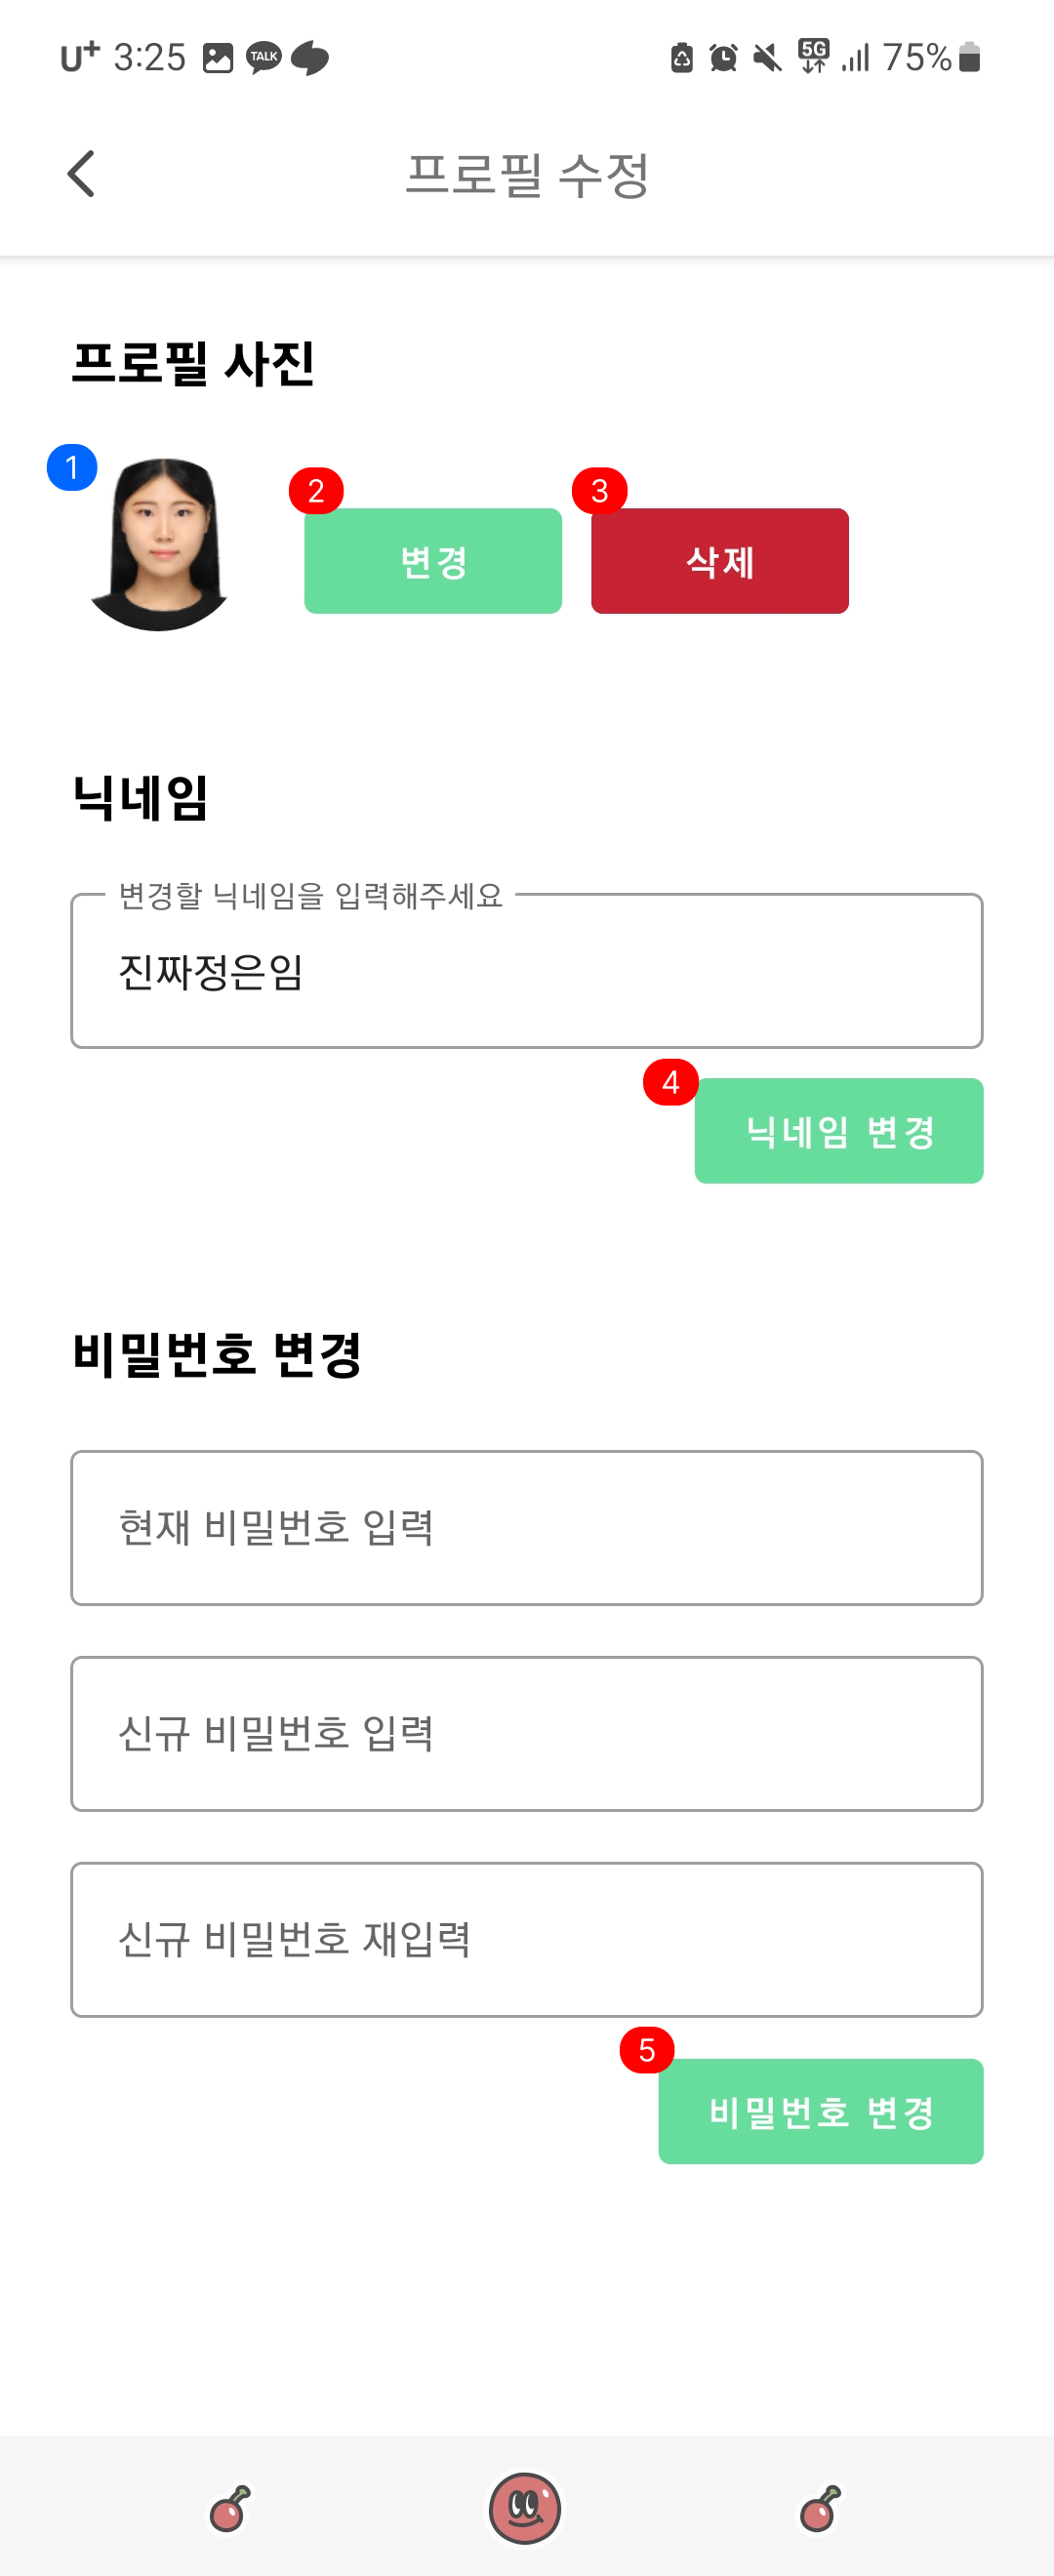 U+ 3:25 TALK 5G 75%
프로필 수정
프로필 사진
1
2
3
변경
삭제
닉네임
변경할 닉네임을 입력해주세요
진짜정은임
4
닉네임 변경
비밀번호 변경
현재 비밀번호 입력
신규 비밀번호 입력
신규 비밀번호 재입력
5
비밀번호 변경